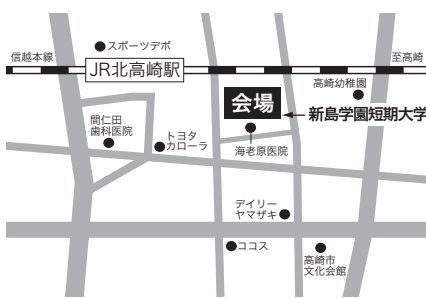 信越本線
スポーツデポ
至高崎
JR北高崎駅
高崎幼稚園
会場
新島学園短期大学
間仁田
歯科医院
トヨタ
カローラ
海老原医院
デイリー
ヤマザキ
ココス
高崎市
文化会館